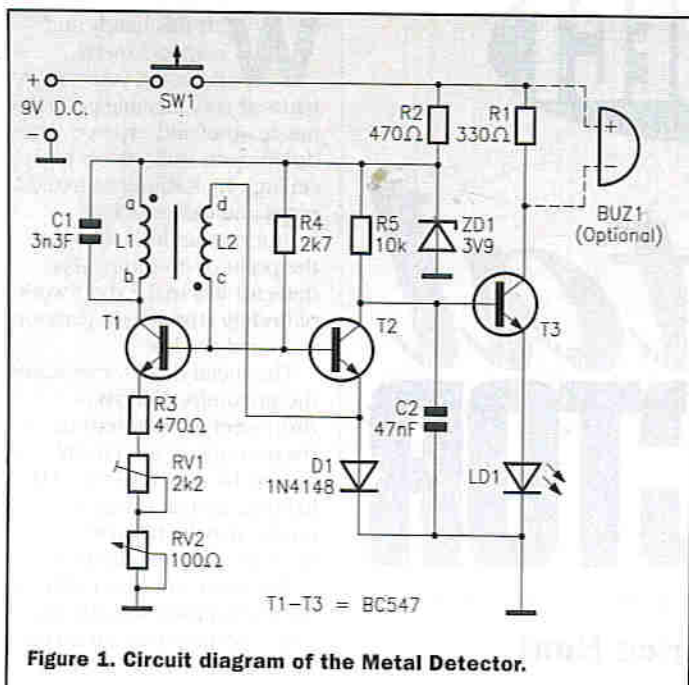 +
9V D.C.
-
SW1
R2
470Ω
R1
330Ω
+
-
BUZ1
(Optional)
C1
3n3F
a
L1
b
d
L2
c
R4
2k7
R5
10k
ZD1
3V9
T1
T2
T3
R3
470Ω
RV1
2k2
RV2
100Ω
D1
1N4148
C2
47nF
LD1
T1-T3 = BC547
Figure 1. Circuit diagram of the Metal Detector.